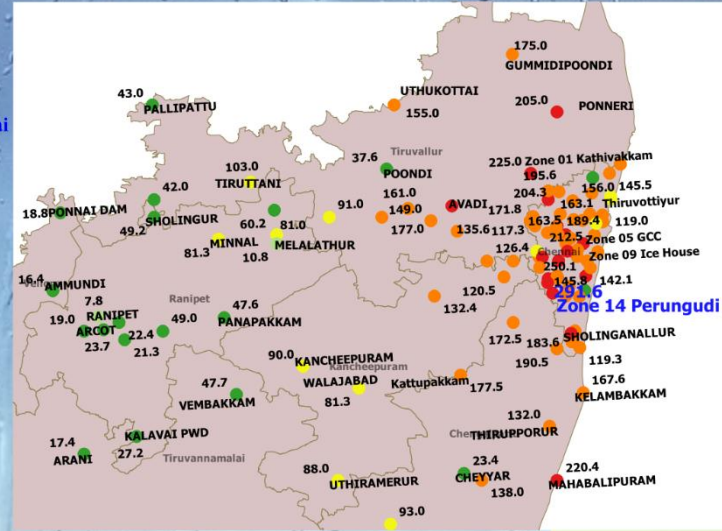 175.0
GUMMIDIPOONDI
43.0
PALLIPATTU
UTHUKOTTAI
155.0
205.0
PONNERI
Tiruvallur
37.6
POONDI
225.0 Zone 01 Kathivakkam
195.6
103.0
TIRUTTANI
42.0
161.0
149.0
AVADI
204.3
156.0
145.5
163.1
Thiruvottiyur
18.8 PONNAI DAM
SHOLINGUR
49.2
60.2
81.0
91.0
177.0
135.6
171.8
117.3
163.5
189.4
119.0
212.5
Zone 05 GCC
MINNAL
81.3
MELALATHUR
10.8
126.4
Chennai
Zone 09 Ice House
250.1
16.4
AMMUNDI
7.8
Ranipet
RANIPET
19.0
ARCOT
22.4
49.0
47.6
PANAPAKKAM
23.7
21.3
120.5
132.4
145.8
142.1
291.6
Zone 14 Perungudi
172.5
183.6
SHOLINGANALLUR
190.5
119.3
90.0
KANCHEEPURAM
Kancheepuram
WALAJABAD
81.3
Kattupakkam
177.5
167.6
KELAMBAKKAM
47.7
VEMBAKKAM
132.0
THIRUPPORUR
17.4
ARANI
KALAVAI PWD
27.2
Tiruvannamalai
88.0
UTHIRAMERUR
23.4
CHEYYAR
138.0
220.4
MAHABALIPURAM
93.0